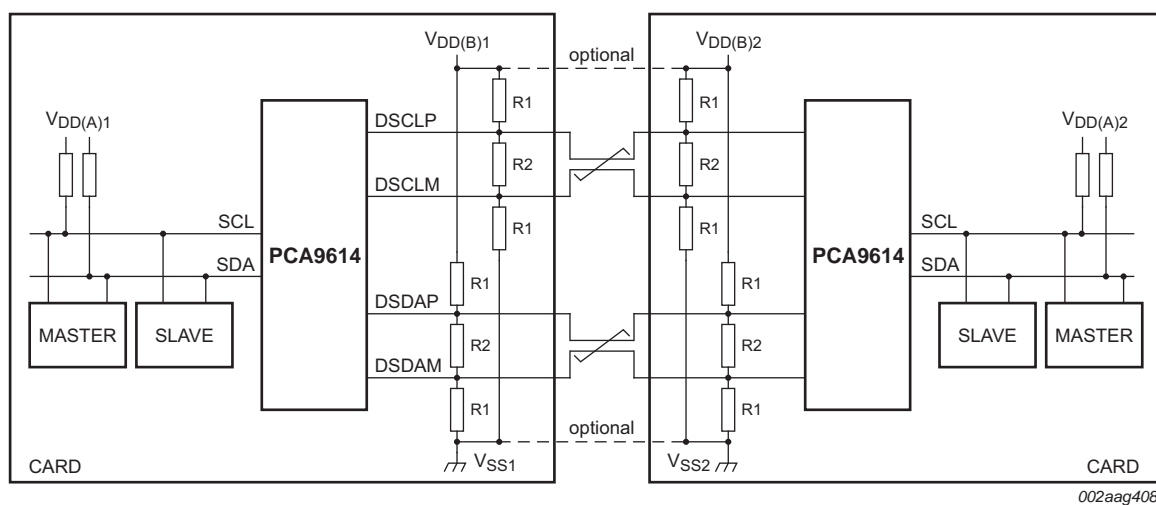 VDD(B)1
optional
VDD(B)2
R1
R1
VDD(A)1
DSCLP
VDD(A)2
R2
R2
DSCLM
SCL
R1
R1
SCL
PCA9614
PCA9614
SDA
SDA
R1
R1
DSDAP
MASTER
SLAVE
R2
R2
SLAVE
MASTER
DSDAM
R1
R1
optional
CARD
VSS1
VSS2
CARD
002aag408